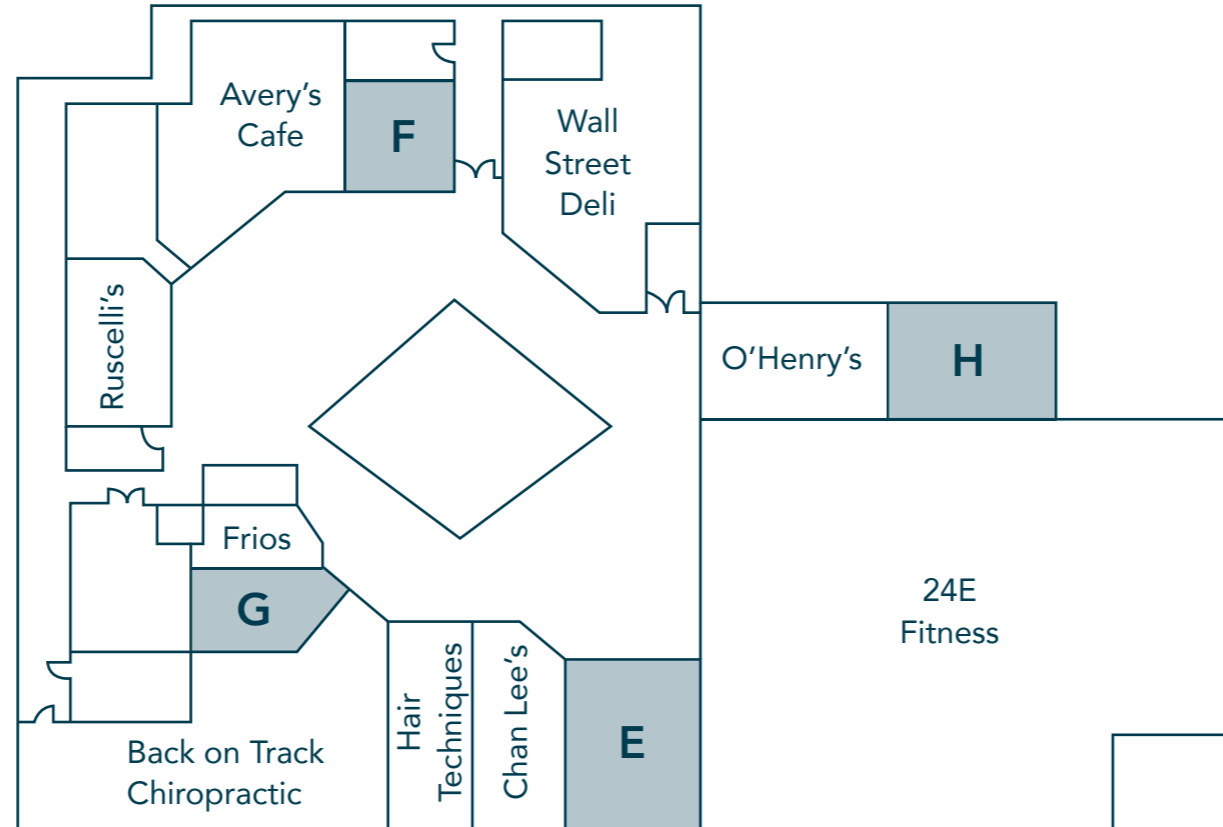 Avery’s
Cafe
F
Wall
Street
Deli
Ruscelli’s
O’Henry’s
H
Frios
G
24E
Fitness
Hair
Techniques
Chan Lee’s
E
Back on Track
Chiropractic